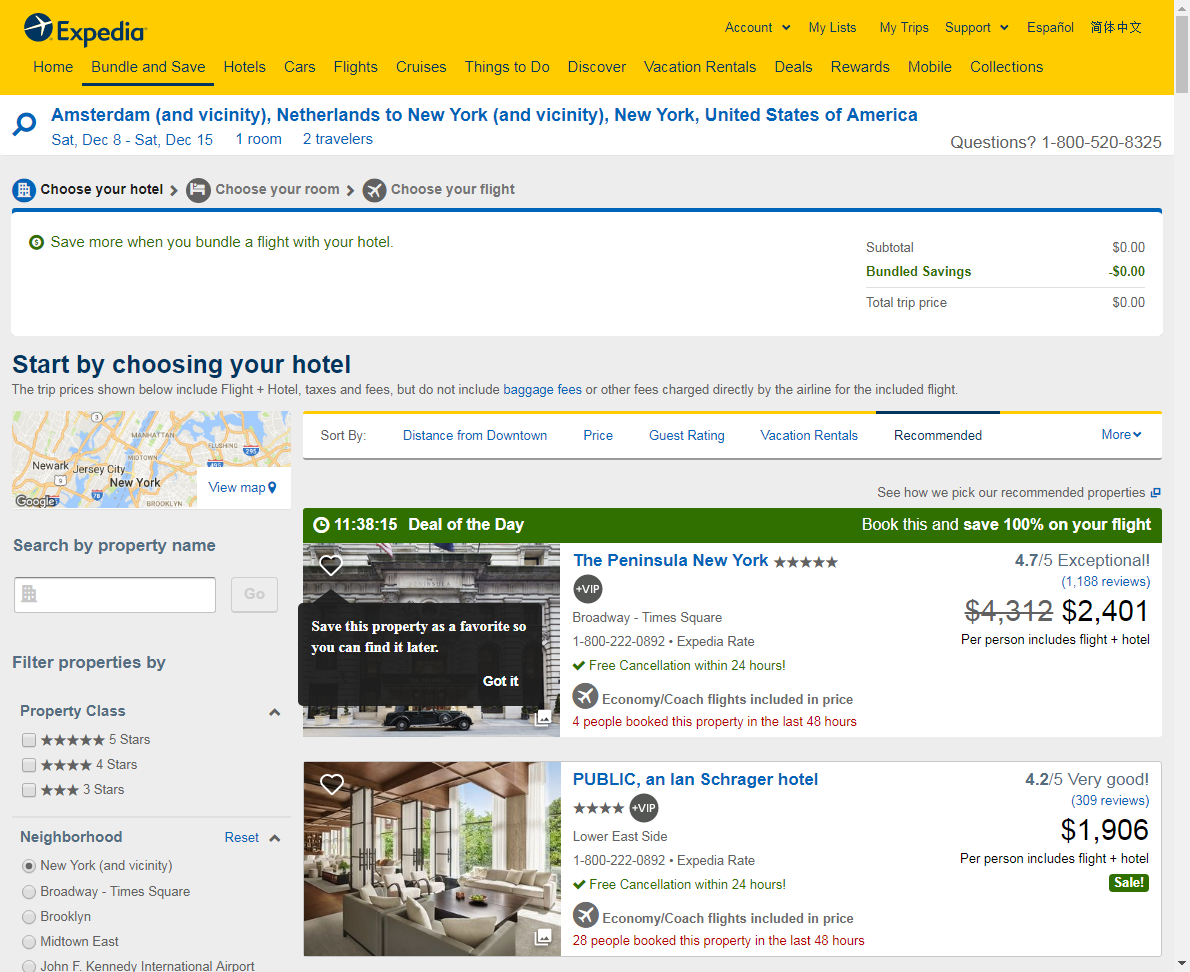 Expedia
Account
My Lists
My Trips
Support
Español
简体中文
Home
Bundle and Save
Hotels
Cars
Flights
Cruises
Things to Do
Discover
Vacation Rentals
Deals
Rewards
Mobile
Collections
Amsterdam (and vicinity), Netherlands to New York (and vicinity), New York, United States of America
Sat, Dec 8 - Sat, Dec 15 1 room 2 travelers
Questions? 1-800-520-8325
Choose your hotel
Choose your room
Choose your flight
Save more when you bundle a flight with your hotel.
Subtotal $0.00
Bundled Savings -$0.00
Total trip price $0.00
Start by choosing your hotel
The trip prices shown below include Flight + Hotel, taxes and fees, but do not include baggage fees or other fees charged directly by the airline for the included flight.
3
MANHATTAN
FLUSHING
MIDTOWN
295
495
Newark
Jersey City
9
New York
78
BROOKLYN
Google
View map
Search by property name
Go
Filter properties by
Property Class
5 Stars
4 Stars
3 Stars
Neighborhood Reset
New York (and vicinity)
Broadway - Times Square
Brooklyn
Midtown East
John F. Kennedy International Airport
Sort By:
Distance from Downtown
Price
Guest Rating
Vacation Rentals
Recommended
More
See how we pick our recommended properties
11:38:15 Deal of the Day
Book this and save 100% on your flight
Save this property as a favorite so
you can find it later.
Got it
The Peninsula New York
+VIP
Broadway - Times Square
1-800-222-0892 • Expedia Rate
Free Cancellation within 24 hours!
Economy/Coach flights included in price
4 people booked this property in the last 48 hours
4.7/5 Exceptional!
(1,188 reviews)
$4,312 $2,401
Per person includes flight + hotel
PUBLIC, an Ian Schrager hotel
+VIP
Lower East Side
1-800-222-0892 • Expedia Rate
Free Cancellation within 24 hours!
Economy/Coach flights included in price
28 people booked this property in the last 48 hours
4.2/5 Very good!
(309 reviews)
$1,906
Per person includes flight + hotel
Sale!